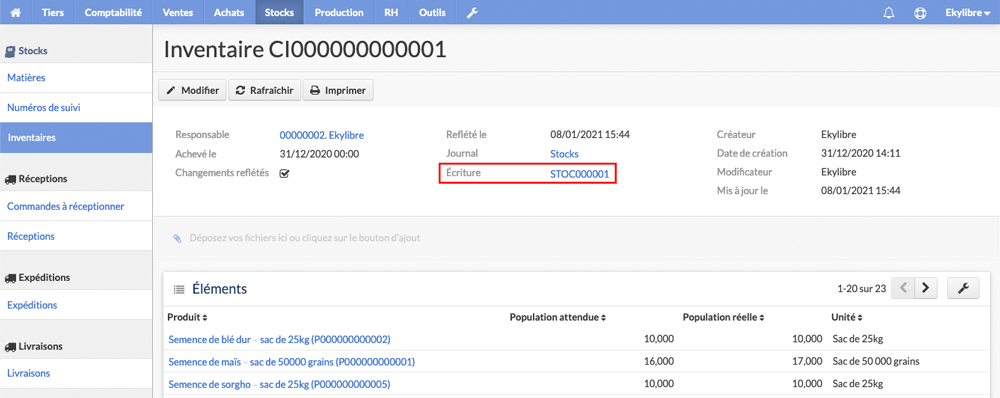 Tiers Comptabilité Ventes Achats Stocks Production RH Outils Ekylibre
Stocks
Matières
Numéros de suivi
Inventaires
Réceptions
Commandes à réceptionner
Réceptions
Expéditions
Expéditions
Livraisons
Livraisons
Inventaire CI000000000001
Modifier Rafraîchir Imprimer
Responsable 00000002. Ekylibre Reflété le 08/01/2021 15:44 Créateur Ekylibre
Achevé le 31/12/2020 00:00 Journal Stocks Date de création 31/12/2020 14:11
Changements reflétés Écriture STOC000001 Modificateur Ekylibre
Mis à jour le 08/01/2021 15:44
Déposez vos fichiers ici ou cliquez sur le bouton d'ajout
Éléments 1-20 sur 23
Produit Population attendue Population réelle Unité
Semence de blé dur – sac de 25kg (P000000000002) 10,000 10,000 Sac de 25kg
Semence de maïs – sac de 50000 grains (P000000000001) 16,000 17,000 Sac de 50 000 grains
Semence de sorgho – sac de 25kg (P000000000005) 10,000 10,000 Sac de 25kg